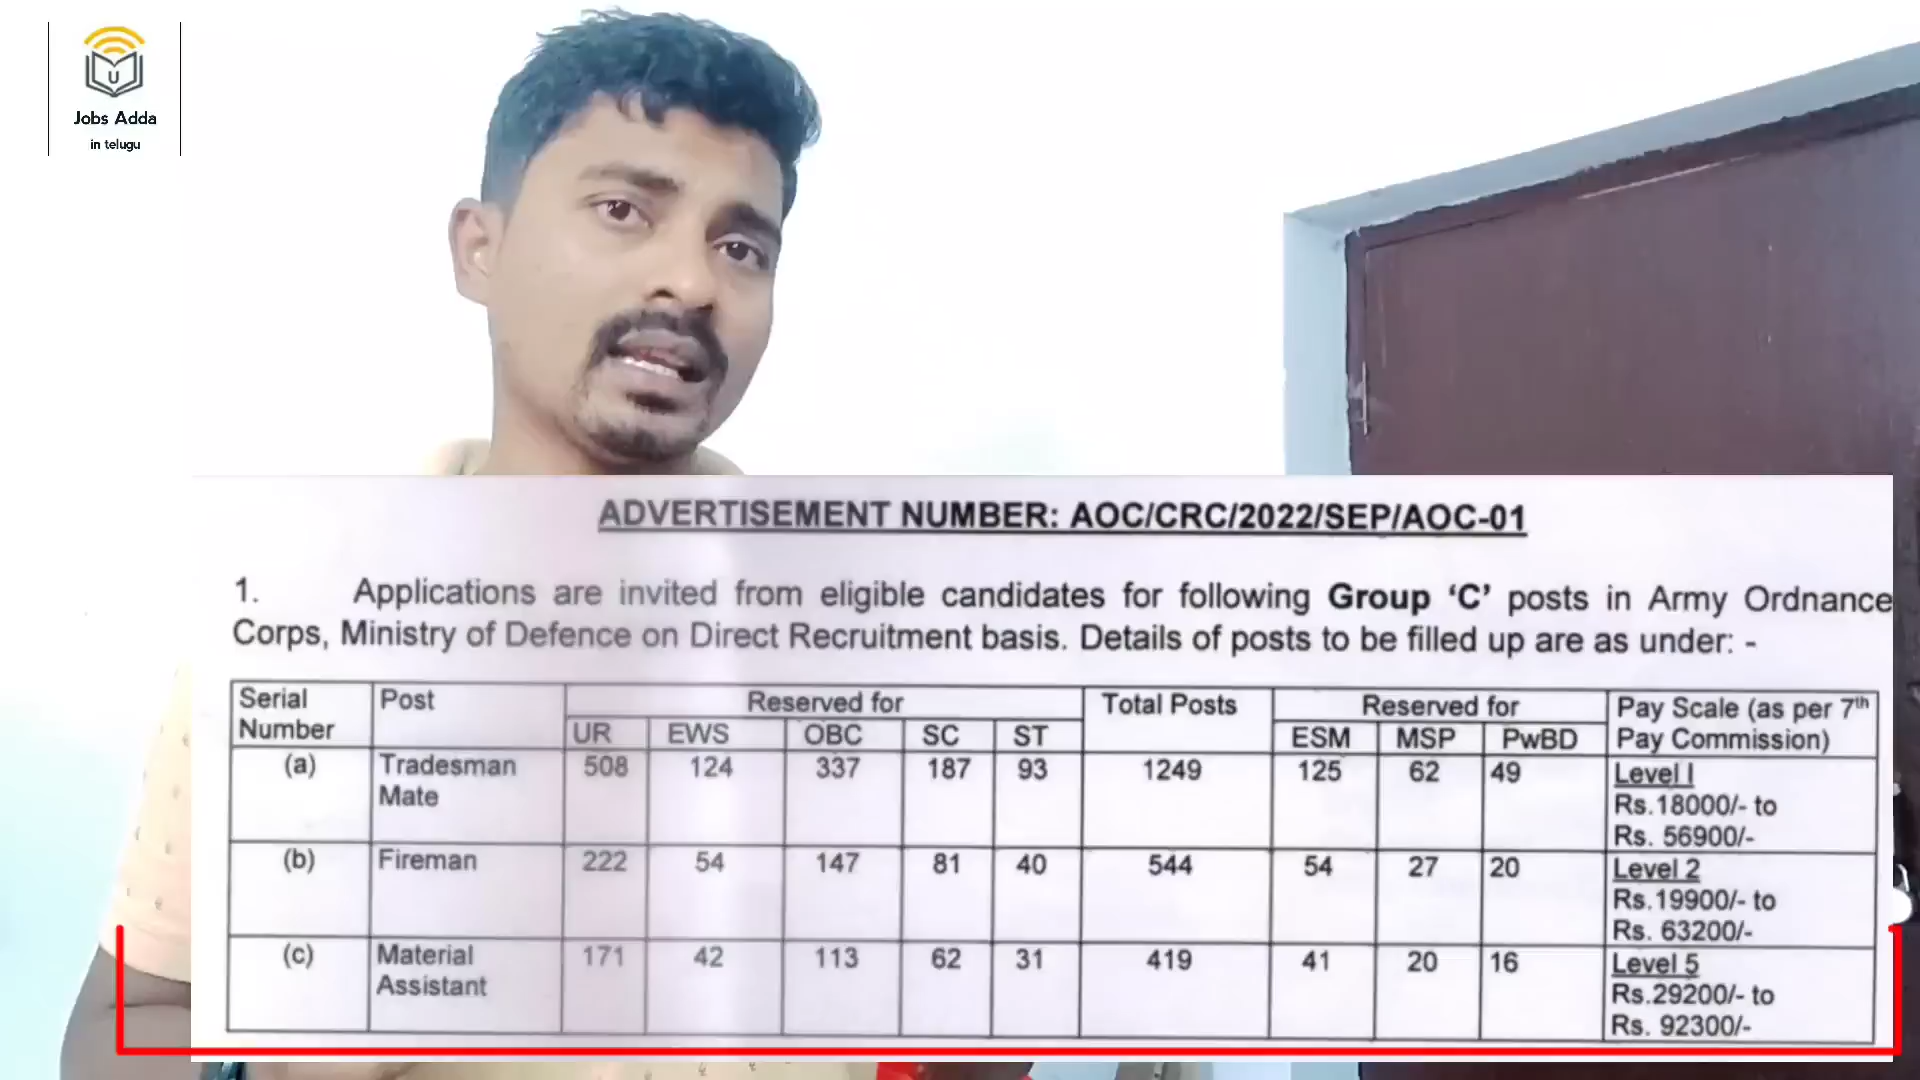 U
Jobs Adda
in telugu
ADVERTISEMENT NUMBER: AOC/CRC/2022/SEP/AOC-01
1. Applications are invited from eligible candidates for following Group 'C' posts in Army Ordnance
Corps, Ministry of Defence on Direct Recruitment basis. Details of posts to be filled up are as under: -
Serial Number Post Reserved for Total Posts Reserved for Pay Scale (as per 7th Pay Commission)
UR EWS OBC SC ST ESM MSP PwBD
(a) Tradesman Mate 508 124 337 187 93 1249 125 62 49 Level I
Rs.18000/- to
Rs. 56900/-
(b) Fireman 222 54 147 81 40 544 54 27 20 Level 2
Rs.19900/- to
Rs. 63200/-
(c) Material Assistant 171 42 113 62 31 419 41 20 16 Level 5
Rs.29200/- to
Rs. 92300/-